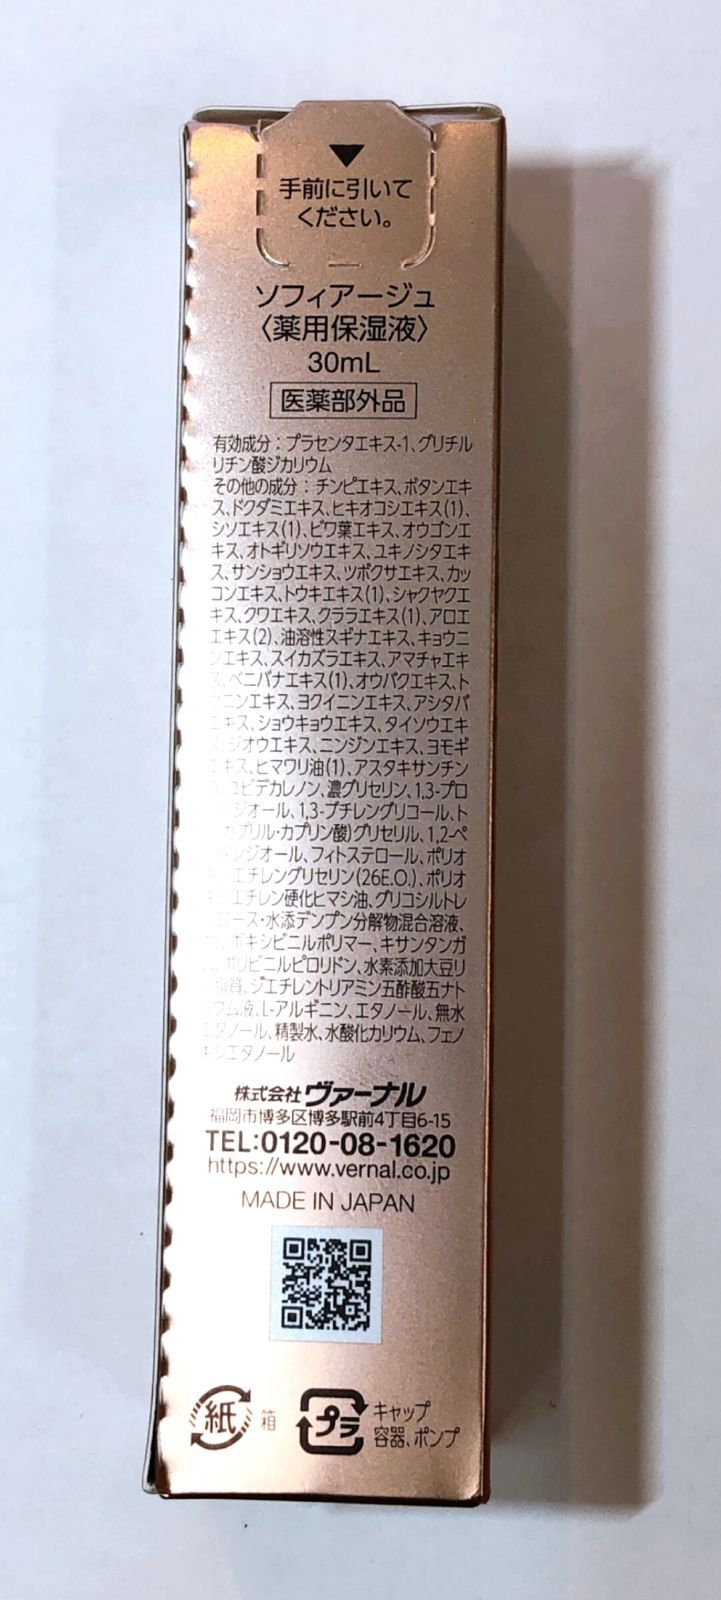 手前に引いて
ください。
ソフィアージュ
〈薬用保湿液〉
30mL
医薬部外品
有効成分：プラセンタエキス-1、グリチル
リチン酸ジカリウム
その他の成分：チンピエキス、ボタンエキ
ス、ドクダミエキス、ヒキオコシエキス(1)、
シソエキス(1)、ビワ葉エキス、オウゴンエ
キス、オトギリソウエキス、ユキノシタエキ
ス、サンショウエキス、ツボクサエキス、カッ
コンエキス、トウキエキス(1)、シャクヤクエ
キス、クワエキス、クララエキス(1)、アロエ
エキス(2)、油溶性ヌギナエキス、キョウニ
ンエキス、スイカズラエキス、アマチャエキ
ス、ベニバナエキス(1)、オウバクエキス、ト
ウニンエキス、ヨクイニンエキス、アシタバ
エキス、ショウキョウエキス、タイソウエキ
ス、ジオウエキス、ニンジンエキス、ヨモギ
エキス、ヒマワリ油(1)、アスタキサンチン
ユビデカレノン、濃グリセリン、1,3-プロ
ンジオール、1,3-ブチレングリコール、ト
カプリル・カプリン酸)グリセリル、1,2-ペ
タンジオール、フィトステロール、ポリオ
シエチレングリセリン(26E.O.)、ポリオ
シエチレン硬化ヒマシ油、グリコシルトレ
ロース・水添デンプン分解物混合溶液、
ルボキシビニルポリマー、キサンタンガ
ポリビニルピロリドン、水素添加大豆リ
脂質、ジエチレントリアミン五酢酸五ナト
ウム液、L-アルギニン、エタノール、無水
エタノール、精製水、水酸化カリウム、フェノ
キシエタノール
株式会社ヴァーナル
福岡市博多区博多駅前4丁目6-15
TEL:0120-08-1620
https://www.vernal.co.jp
MADE IN JAPAN
紙 箱
プラ キャップ
容器、ポンプ